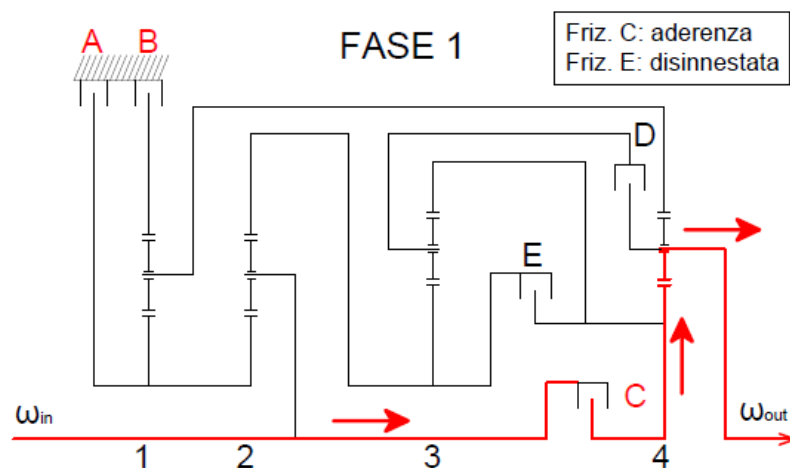 A B
FASE 1
Friz. C: aderenza
Friz. E: disinnestata
D
E
C
ωin
ωout
1 2 3 4